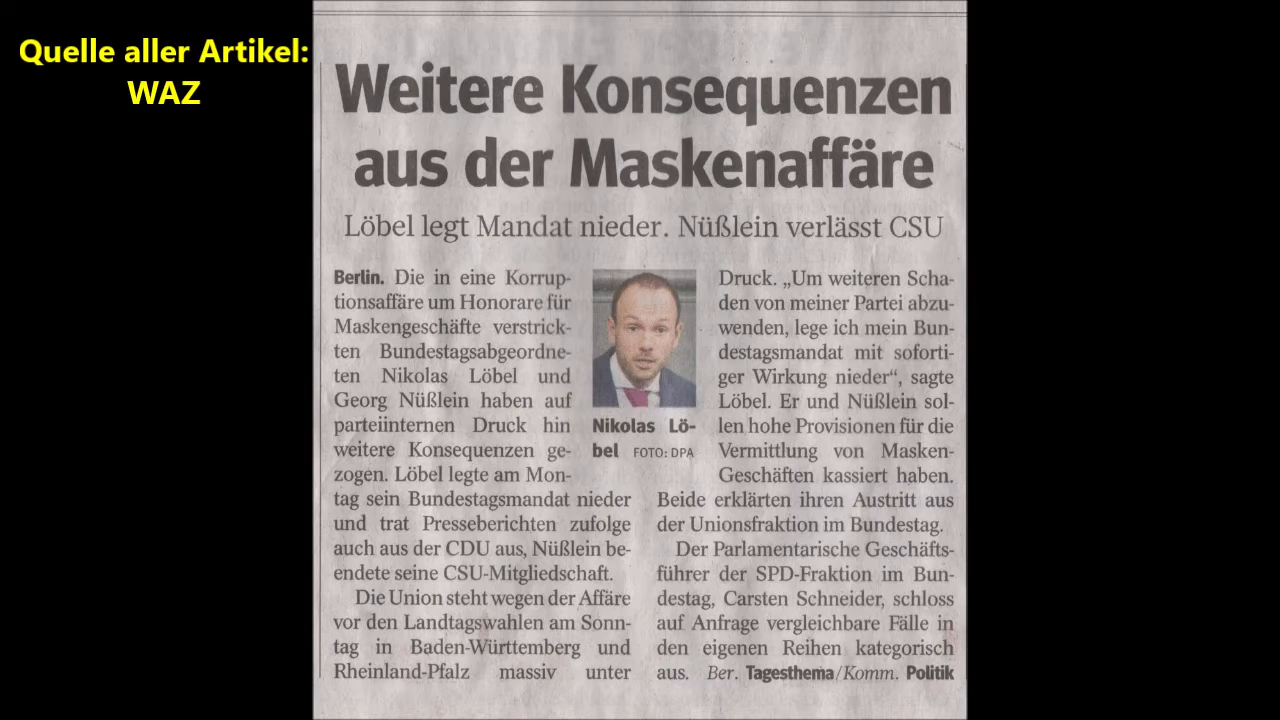 Quelle aller Artikel:
WAZ
Weitere Konsequenzen
aus der Maskenaffäre
Löbel legt Mandat nieder. Nüßlein verlässt CSU
Berlin. Die in eine Korrup-
tionsaffäre um Honorare für
Maskengeschäfte verstrick-
ten Bundestagsabgeordne-
ten Nikolas Löbel und
Georg Nüßlein haben auf
parteiinternen Druck hin
weitere Konsequenzen ge-
zogen. Löbel legte am Mon-
tag sein Bundestagsmandat nieder
und trat Presseberichten zufolge
auch aus der CDU aus, Nüßlein be-
endete seine CSU-Mitgliedschaft.
Die Union steht wegen der Affäre
vor den Landtagswahlen am Sonn-
tag in Baden-Württemberg und
Rheinland-Pfalz massiv unter
Nikolas Lö-
bel FOTO: DPA
Druck. „Um weiteren Scha-
den von meiner Partei abzu-
wenden, lege ich mein Bun-
destagsmandat mit soforti-
ger Wirkung nieder“, sagte
Löbel. Er und Nüßlein sol-
len hohe Provisionen für die
Vermittlung von Masken-
Geschäften kassiert haben.
Beide erklärten ihren Austritt aus
der Unionsfraktion im Bundestag.
Der Parlamentarische Geschäfts-
führer der SPD-Fraktion im Bun-
destag, Carsten Schneider, schloss
auf Anfrage vergleichbare Fälle in
den eigenen Reihen kategorisch
aus. Ber. Tagesthema/Komm. Politik